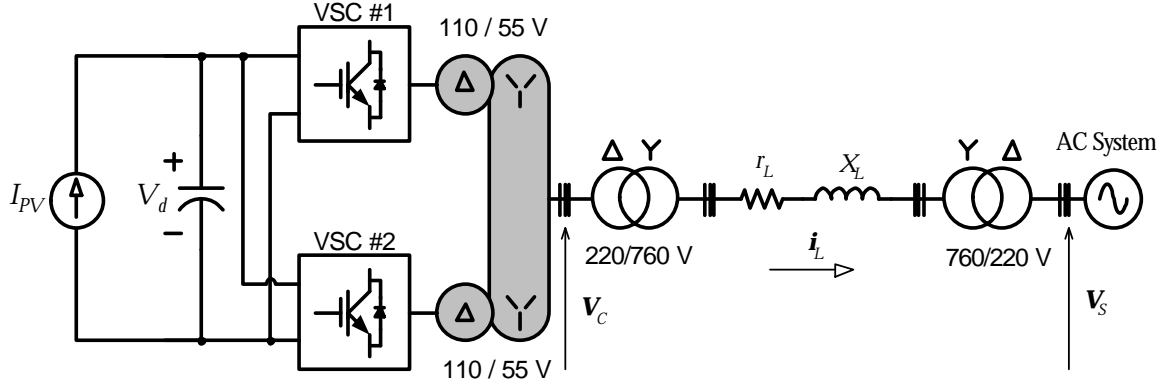 VSC #1
110 / 55 V
Δ
Y
I_PV
+
V_d
−
Δ Y
r_L
X_L
Y Δ
AC System
VSC #2
220/760 V
i_L
760/220 V
Δ
Y
V_C
V_S
110 / 55 V